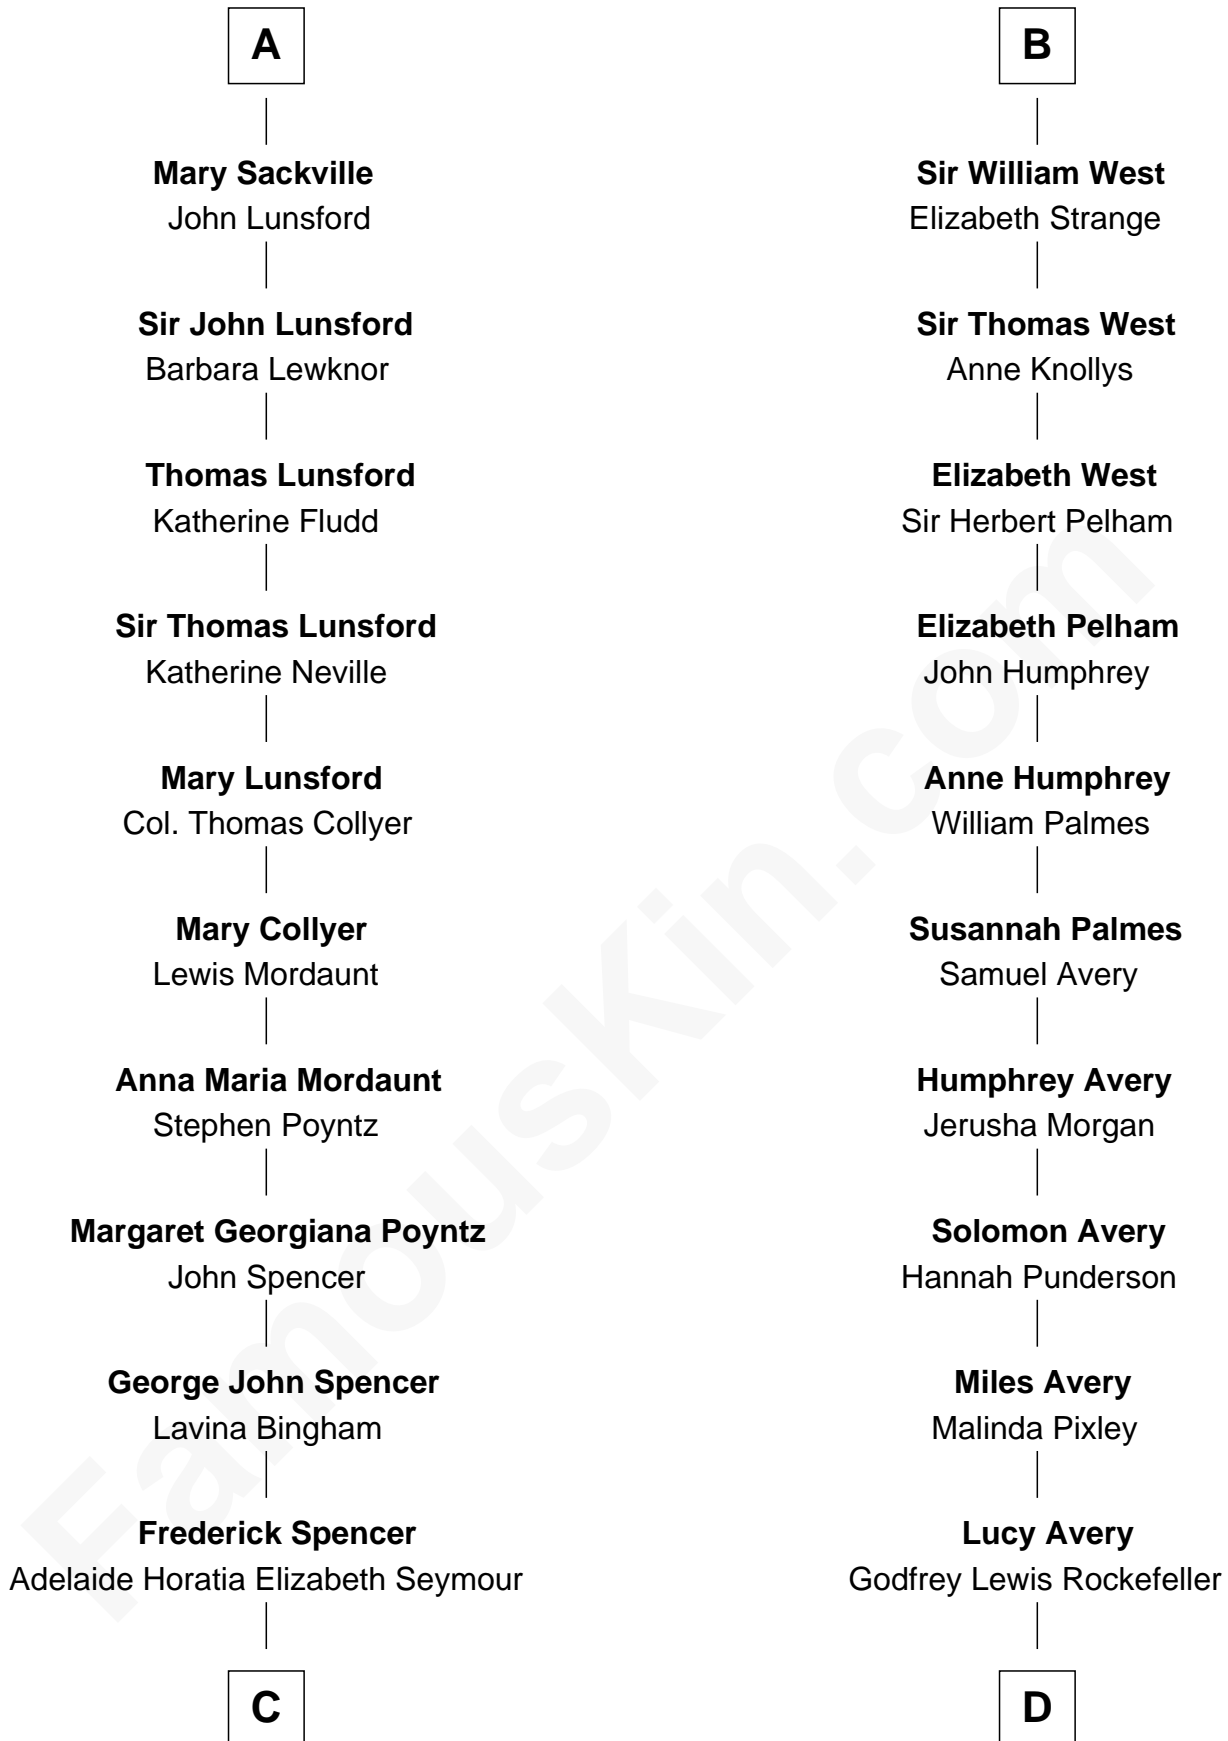 A
Mary Sackville
John Lunsford
Sir John Lunsford
Barbara Lewknor
Thomas Lunsford
Katherine Fludd
Sir Thomas Lunsford
Katherine Neville
Mary Lunsford
Col. Thomas Collyer
Mary Collyer
Lewis Mordaunt
Anna Maria Mordaunt
Stephen Poyntz
Margaret Georgiana Poyntz
John Spencer
George John Spencer
Lavina Bingham
Frederick Spencer
Adelaide Horatia Elizabeth Seymour
C
B
Sir William West
Elizabeth Strange
Sir Thomas West
Anne Knollys
Elizabeth West
Sir Herbert Pelham
Elizabeth Pelham
John Humphrey
Anne Humphrey
William Palmes
Susannah Palmes
Samuel Avery
Humphrey Avery
Jerusha Morgan
Solomon Avery
Hannah Punderson
Miles Avery
Malinda Pixley
Lucy Avery
Godfrey Lewis Rockefeller
D
FamousKin.com